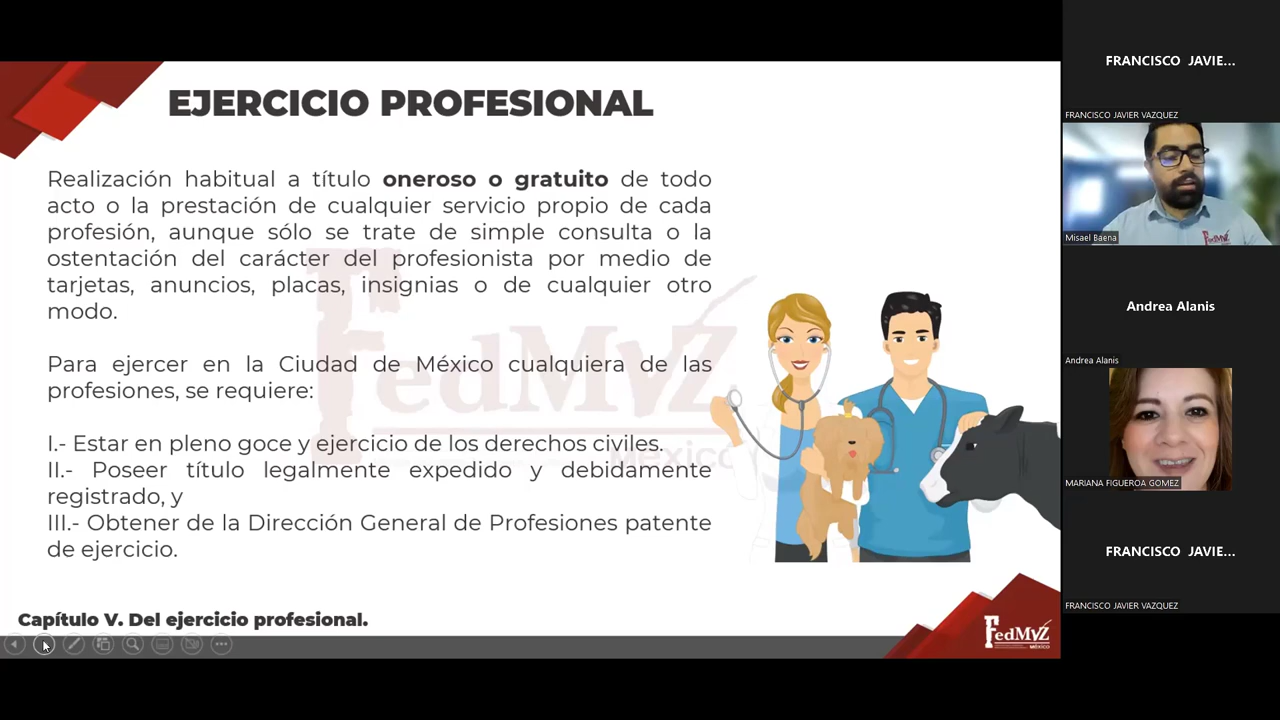 EJERCICIO PROFESIONAL
Realización habitual a título oneroso o gratuito de todo
acto o la prestación de cualquier servicio propio de cada
profesión, aunque sólo se trate de simple consulta o la
ostentación del carácter del profesionista por medio de
tarjetas, anuncios, placas, insignias o de cualquier otro
modo.
Para ejercer en la Ciudad de México cualquiera de las
profesiones, se requiere:
I.- Estar en pleno goce y ejercicio de los derechos civiles.
II.- Poseer título legalmente expedido y debidamente
registrado, y
III.- Obtener de la Dirección General de Profesiones patente
de ejercicio.
Capítulo V. Del ejercicio profesional.
FedMVZ
México
FedMVZ
México
FRANCISCO JAVIE...
FRANCISCO JAVIER VAZQUEZ
FedMVZ
Misael Baena
Andrea Alanis
Andrea Alanis
MARIANA FIGUEROA GOMEZ
FRANCISCO JAVIE...
FRANCISCO JAVIER VAZQUEZ